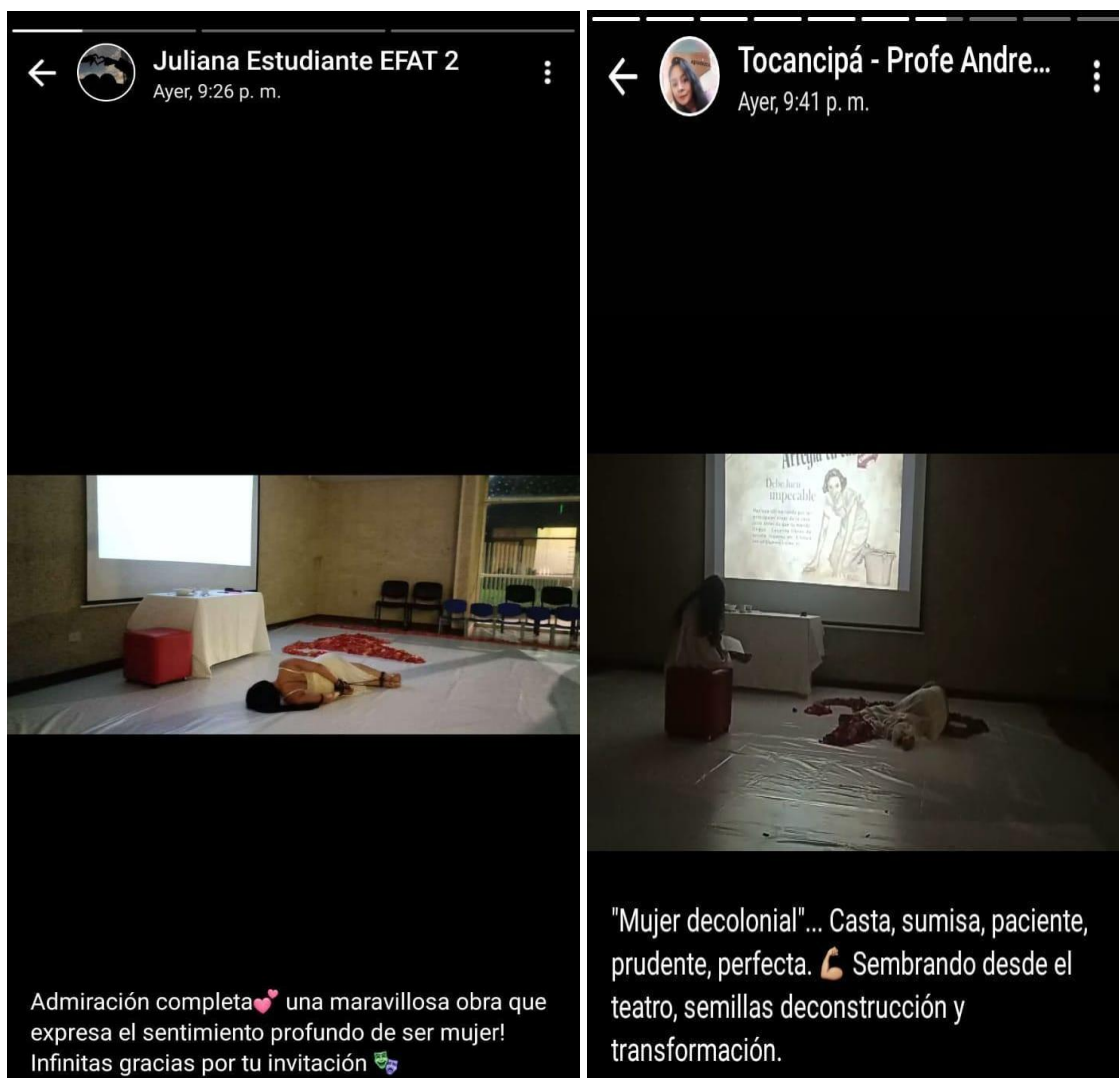 Juliana Estudiante EFAT 2
Ayer, 9:26 p. m.
Admiración completa💕 una maravillosa obra que
expresa el sentimiento profundo de ser mujer!
Infinitas gracias por tu invitación 🎭
Tocancipá - Profe Andre...
Ayer, 9:41 p. m.
Debe lucir
impecable
"Mujer decolonial"... Casta, sumisa, paciente,
prudente, perfecta. 💪🏼 Sembrando desde el
teatro, semillas deconstrucción y
transformación.